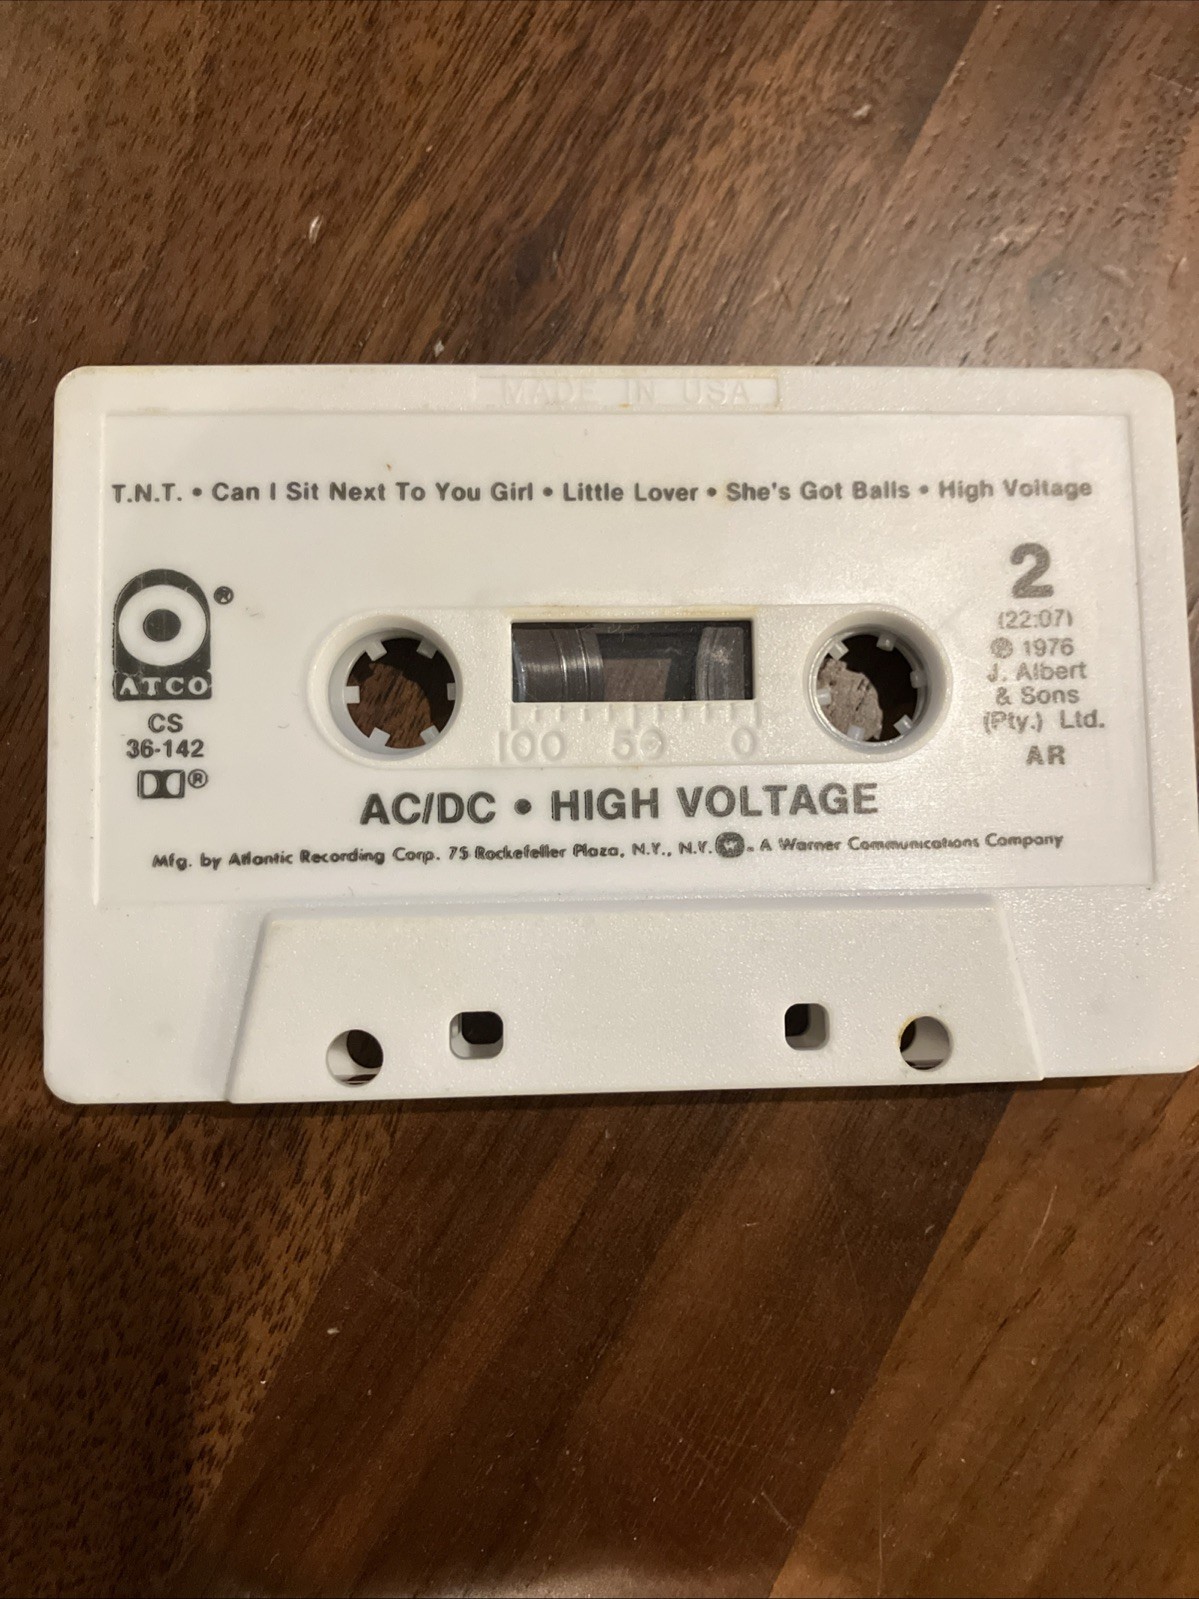 MADE IN USA
T.N.T. • Can I Sit Next To You Girl • Little Lover • She's Got Balls • High Voltage
2
(22:07)
℗ 1976
J. Albert
& Sons
(Pty.) Ltd.
AR
®
ATCO
CS
36-142
®
100 50 0
AC/DC • HIGH VOLTAGE
Mfg. by Atlantic Recording Corp. 75 Rockefeller Plaza, N.Y., N.Y. W. A Warner Communications Company